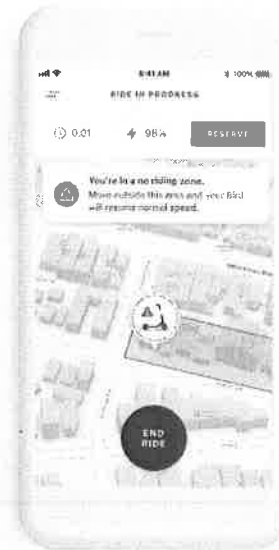 8:41 AM
100%
RIDE IN PROGRESS
0:01
98%
RESERVE
You're in a no riding zone.
Move outside this area and your Bird
will resume normal speed.
END
RIDE